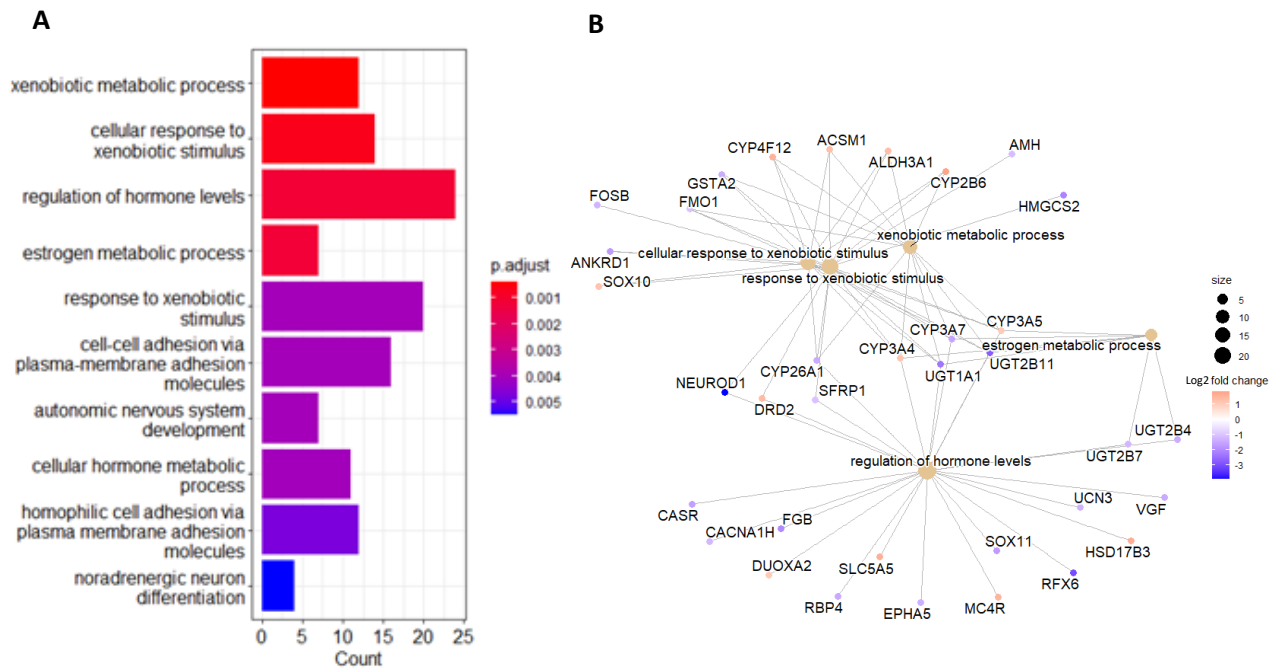 A
xenobiotic metabolic process
cellular response to
xenobiotic stimulus
regulation of hormone levels
estrogen metabolic process
response to xenobiotic
stimulus
cell-cell adhesion via
plasma-membrane adhesion
molecules
autonomic nervous system
development
cellular hormone metabolic
process
homophilic cell adhesion via
plasma membrane adhesion
molecules
noradrenergic neuron
differentiation
0 5 10 15 20 25
Count
p.adjust
0.001
0.002
0.003
0.004
0.005
B
CYP4F12
ACSM1
ALDH3A1
AMH
GSTA2
CYP2B6
FOSB
FMO1
HMGCS2
xenobiotic metabolic process
cellular response to xenobiotic stimulus
ANKRD1
response to xenobiotic stimulus
SOX10
CYP3A7
CYP3A5
estrogen metabolic process
CYP3A4
UGT2B11
CYP26A1
UGT1A1
NEUROD1
SFRP1
DRD2
UGT2B4
UGT2B7
regulation of hormone levels
UCN3
VGF
CASR
CACNA1H
FGB
SOX11
HSD17B3
DUOXA2
SLC5A5
RFX6
RBP4
EPHA5
MC4R
size
5
10
15
20
Log2 fold change
1
0
-1
-2
-3